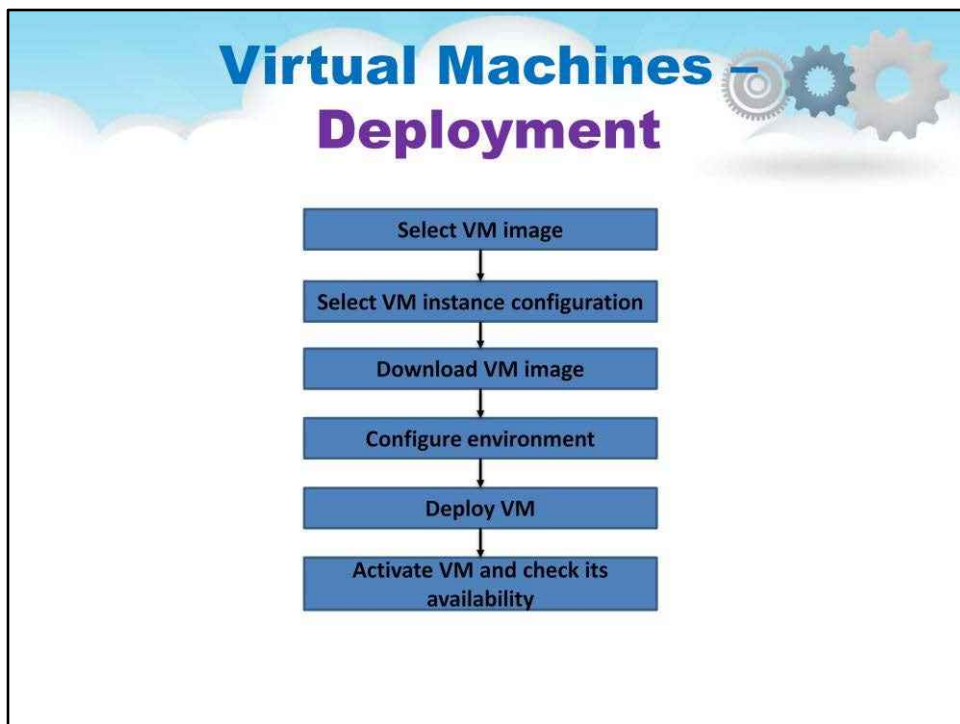 Virtual Machines –
Deployment
Select VM image
Select VM instance configuration
Download VM image
Configure environment
Deploy VM
Activate VM and check its
availability